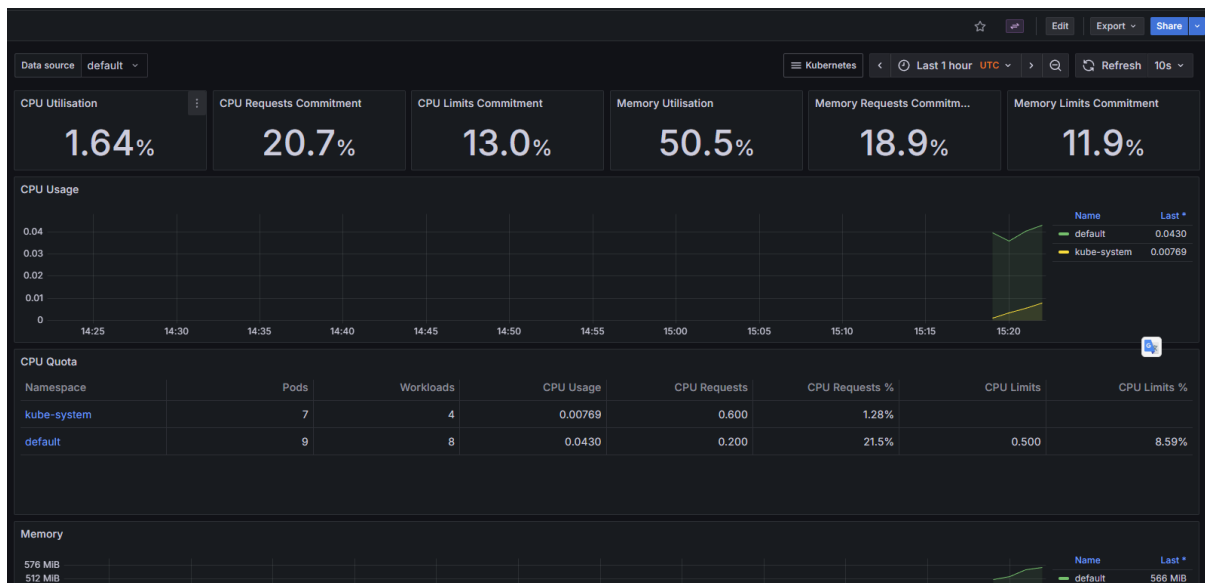 Edit Export Share
Data source default Kubernetes Last 1 hour UTC Refresh 10s
CPU Utilisation CPU Requests Commitment CPU Limits Commitment Memory Utilisation Memory Requests Commitm... Memory Limits Commitment
1.64% 20.7% 13.0% 50.5% 18.9% 11.9%
CPU Usage
Name Last *
0.04 default 0.0430
0.03 kube-system 0.00769
0.02
0.01
0
14:25 14:30 14:35 14:40 14:45 14:50 14:55 15:00 15:05 15:10 15:15 15:20
CPU Quota
Namespace Pods Workloads CPU Usage CPU Requests CPU Requests % CPU Limits CPU Limits %
kube-system 7 4 0.00769 0.600 1.28%
default 9 8 0.0430 0.200 21.5% 0.500 8.59%
Memory
576 MiB Name Last *
512 MiB default 566 MiB